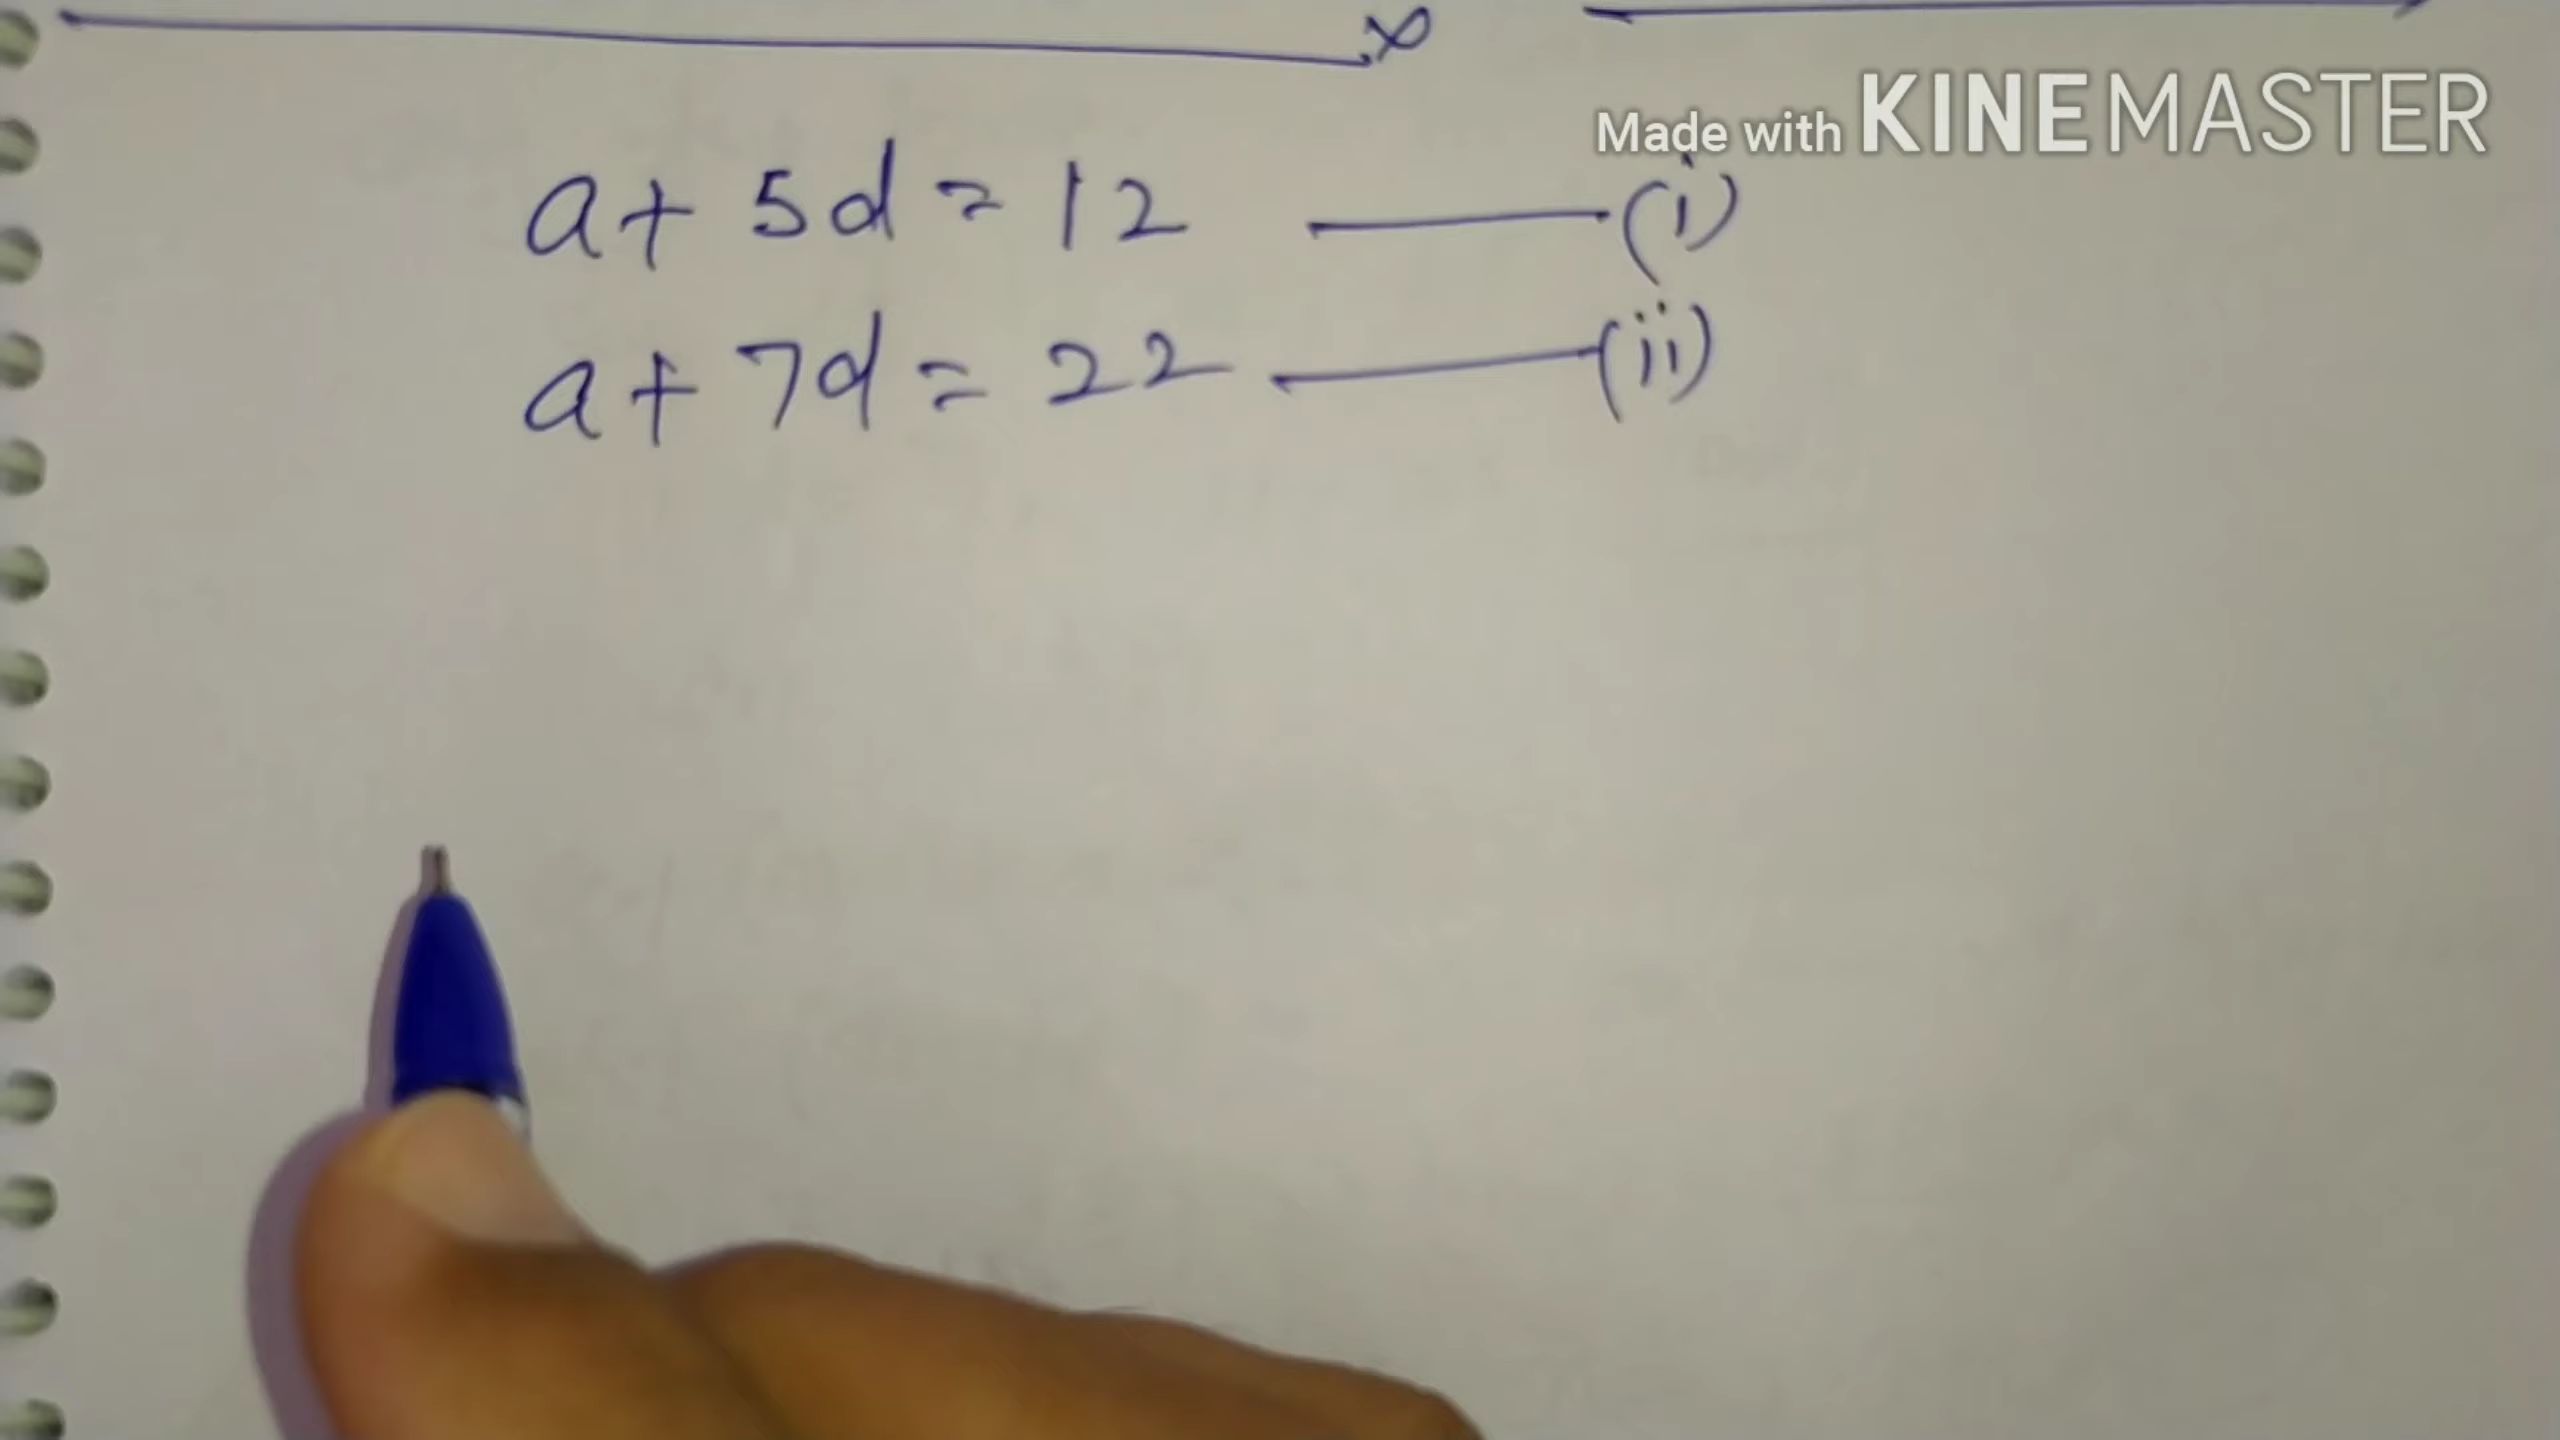 Made with KINEMASTER
a + 5d = 12 ——— (i)
a + 7d = 22 ——— (ii)